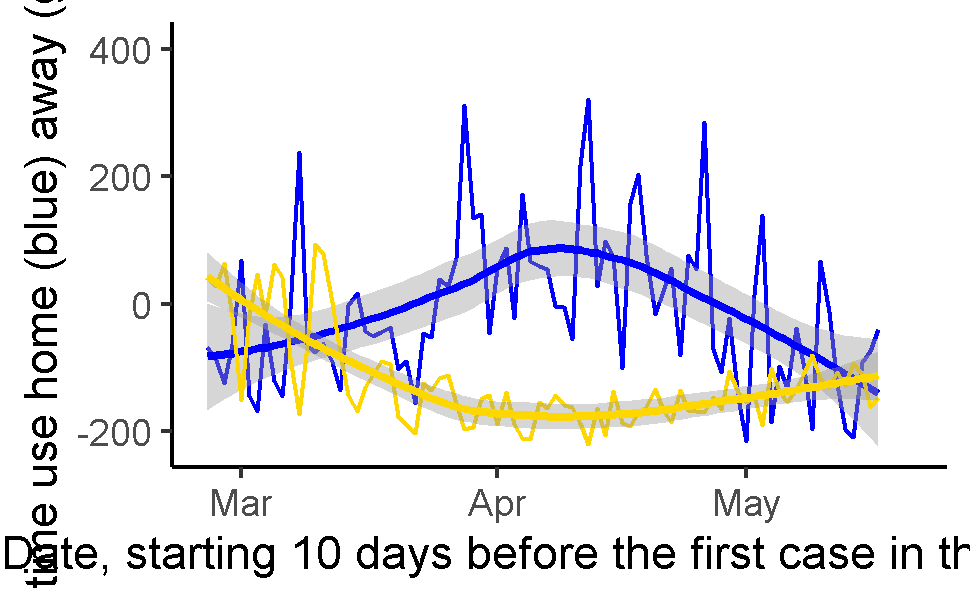 time use home (blue) away (
400
200
0
-200
Mar
Apr
May
Date, starting 10 days before the first case in th